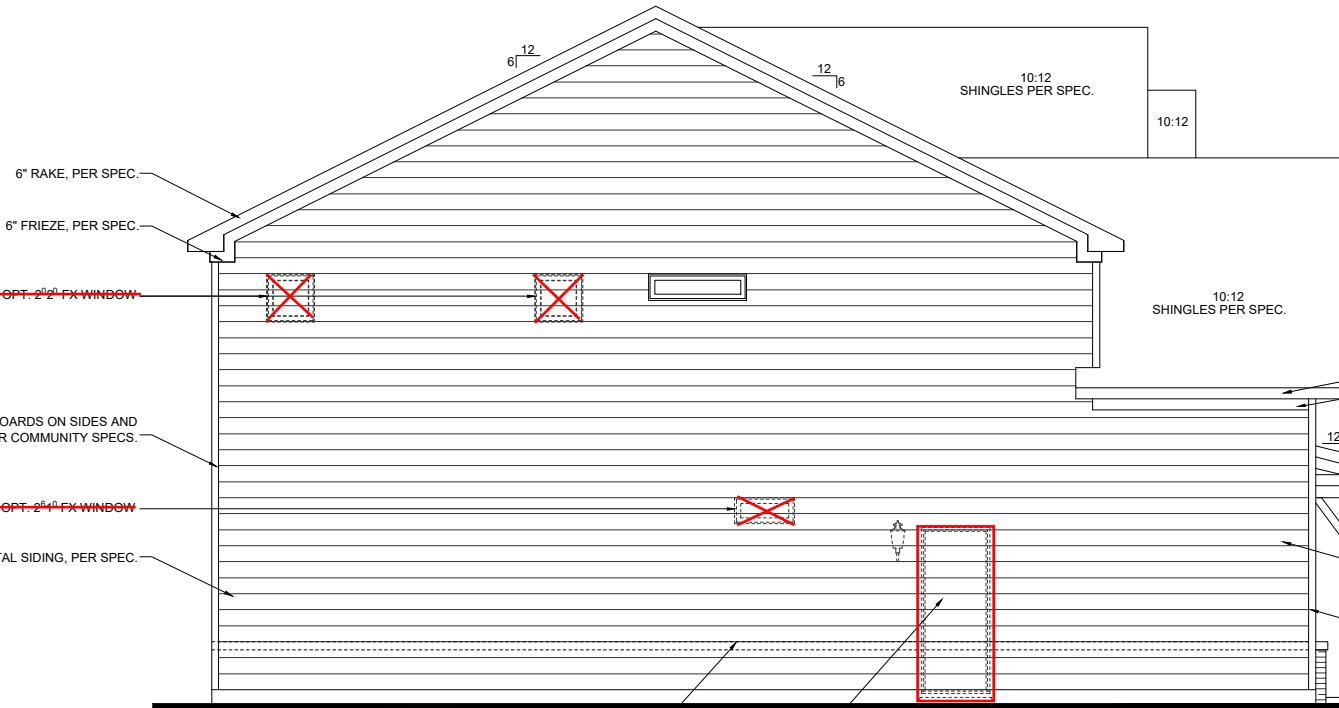 12
6
12
6
10:12
SHINGLES PER SPEC.
10:12
6" RAKE, PER SPEC.
6" FRIEZE, PER SPEC.
OPT. 2⁰2⁰ FX WINDOW
10:12
SHINGLES PER SPEC.
OARDS ON SIDES AND
R COMMUNITY SPECS.
12
OPT. 2⁶1⁰ FX WINDOW
TAL SIDING, PER SPEC.